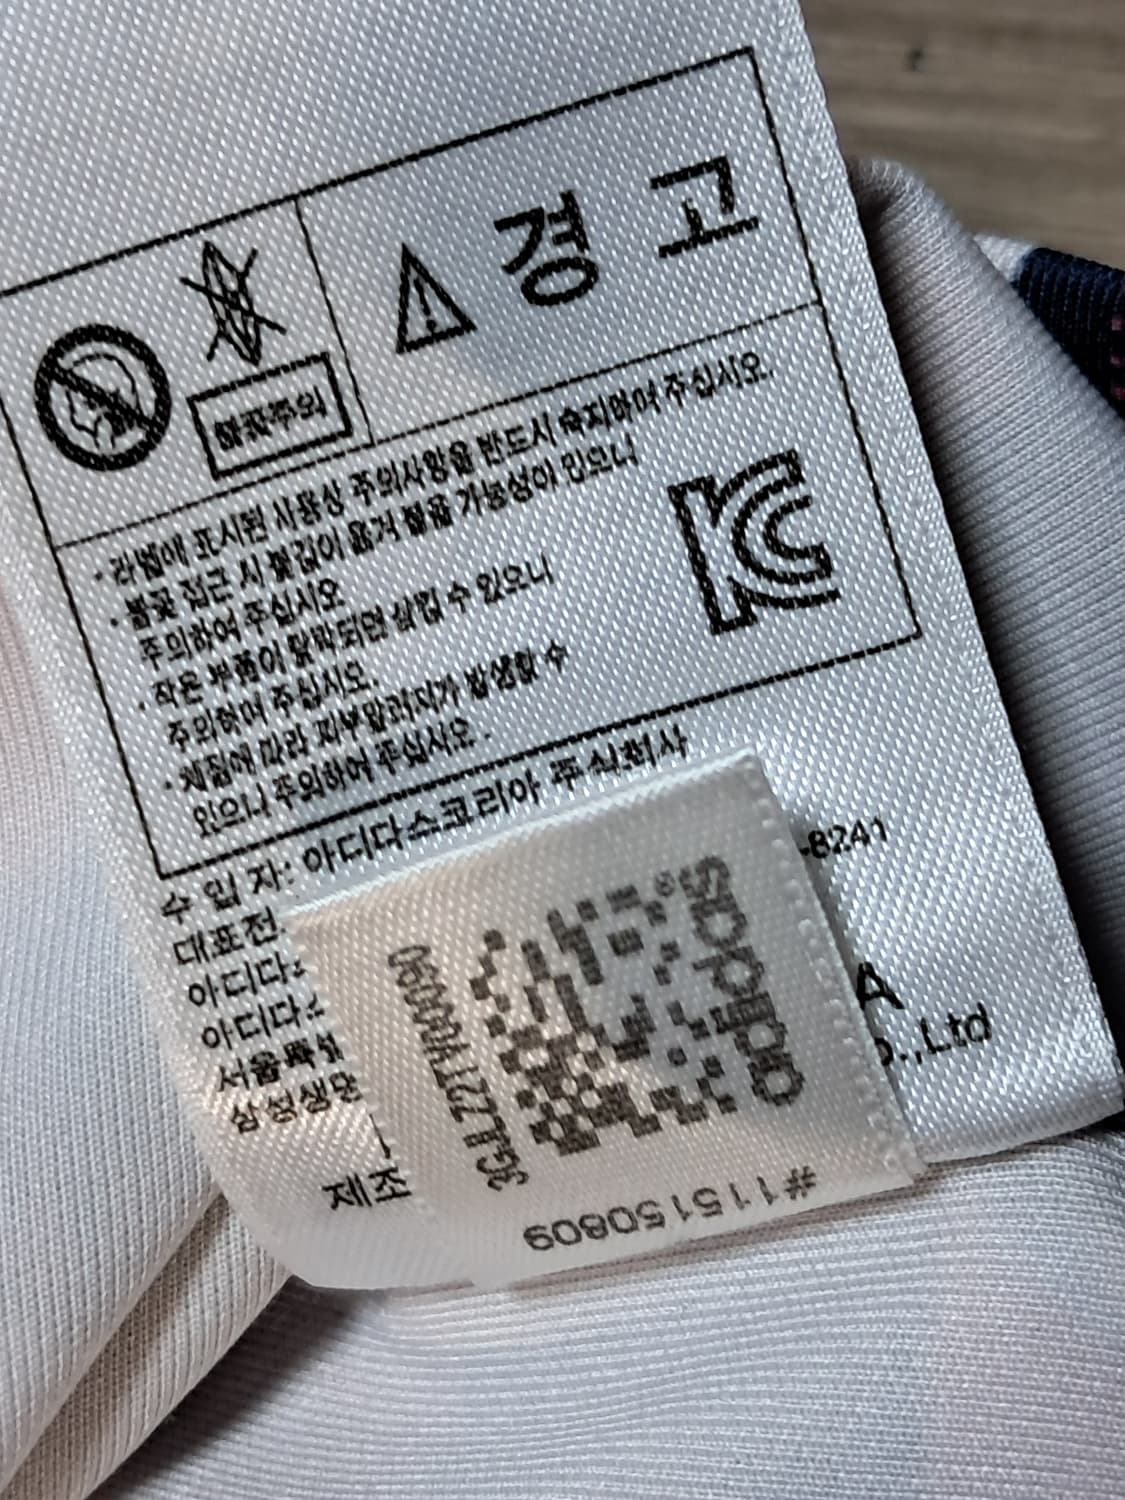 경 고
불꽃주의
· 라벨에 표시된 사용상 주의사항을 반드시 숙지하여 주십시오.
· 불꽃 접근 시 불길이 옮겨 붙을 가능성이 있으니
주의하여 주십시오
· 작은 부품이 탈락되면 삼킬 수 있으니
주의하여 주십시오.
· 체질에 따라 피부알러지가 발생할 수
있으니 주의하여 주십시오.
KC
수 입 자: 아디다스코리아 주식회사
대표전
-8241
아디다
아디다
서울특별
삼성생명
A
제조
.,Ltd
adidas®
#115150809